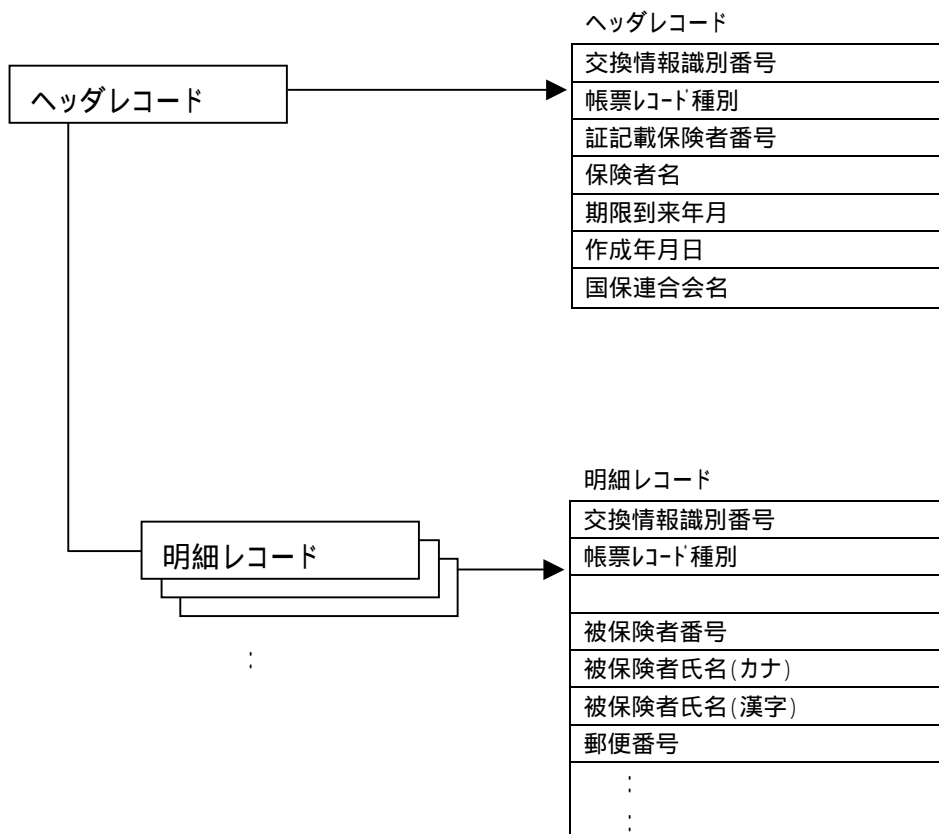 ヘッダレコード
ヘッダレコード
交換情報識別番号
帳票ﾚｺｰﾄﾞ種別
証記載保険者番号
保険者名
期限到来年月
作成年月日
国保連合会名
明細レコード
明細レコード
:
交換情報識別番号
帳票ﾚｺｰﾄﾞ種別
被保険者番号
被保険者氏名(カナ)
被保険者氏名(漢字)
郵便番号
:
: